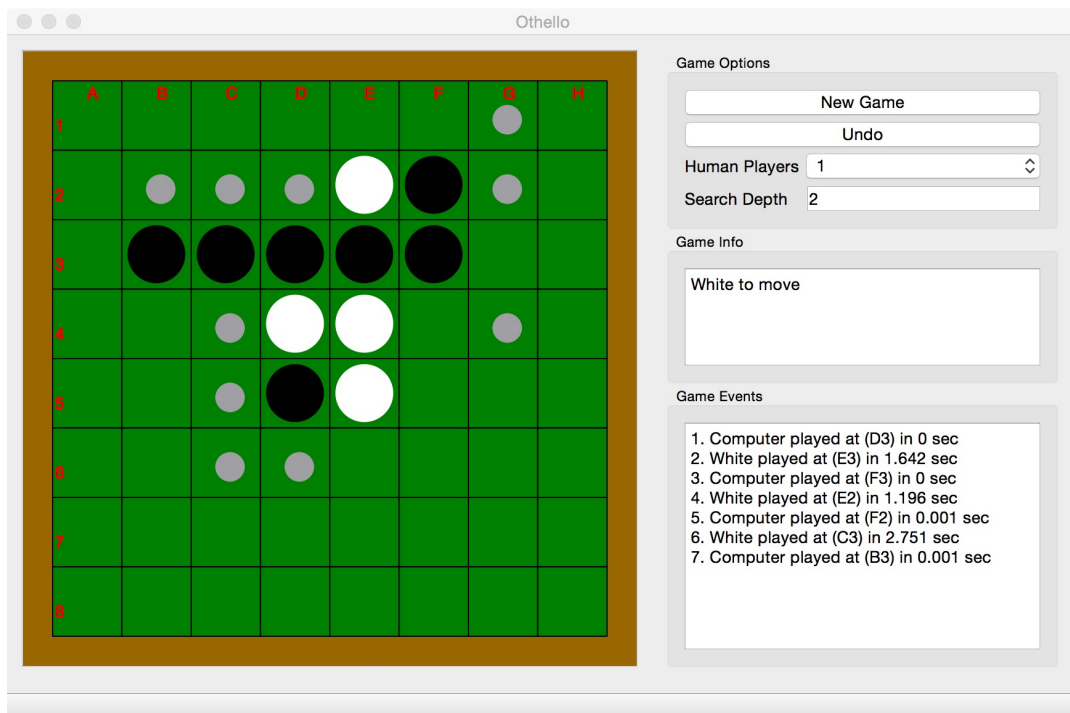 Othello
A B C D E F G H
1
2
3
4
5
6
7
8
Game Options
New Game
Undo
Human Players 1
Search Depth 2
Game Info
White to move
Game Events
1. Computer played at (D3) in 0 sec
2. White played at (E3) in 1.642 sec
3. Computer played at (F3) in 0 sec
4. White played at (E2) in 1.196 sec
5. Computer played at (F2) in 0.001 sec
6. White played at (C3) in 2.751 sec
7. Computer played at (B3) in 0.001 sec